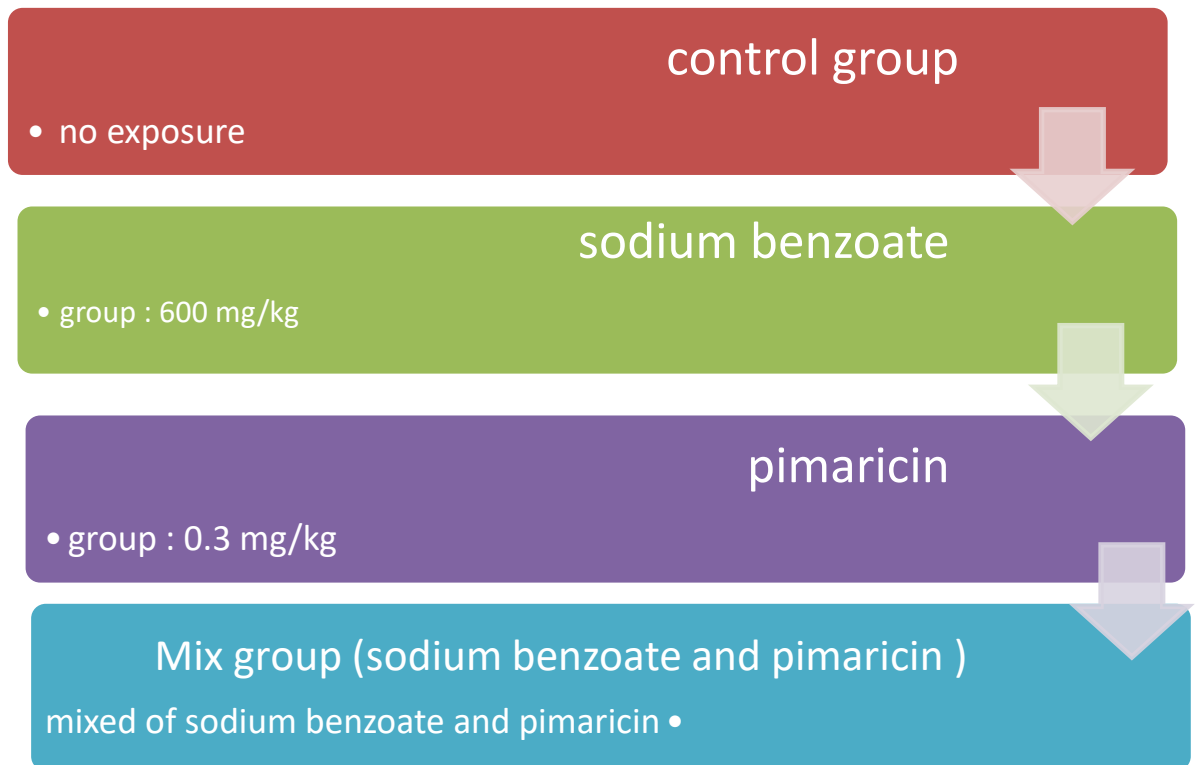 control group
• no exposure
sodium benzoate
• group : 600 mg/kg
pimaricin
• group : 0.3 mg/kg
Mix group (sodium benzoate and pimaricin )
mixed of sodium benzoate and pimaricin •